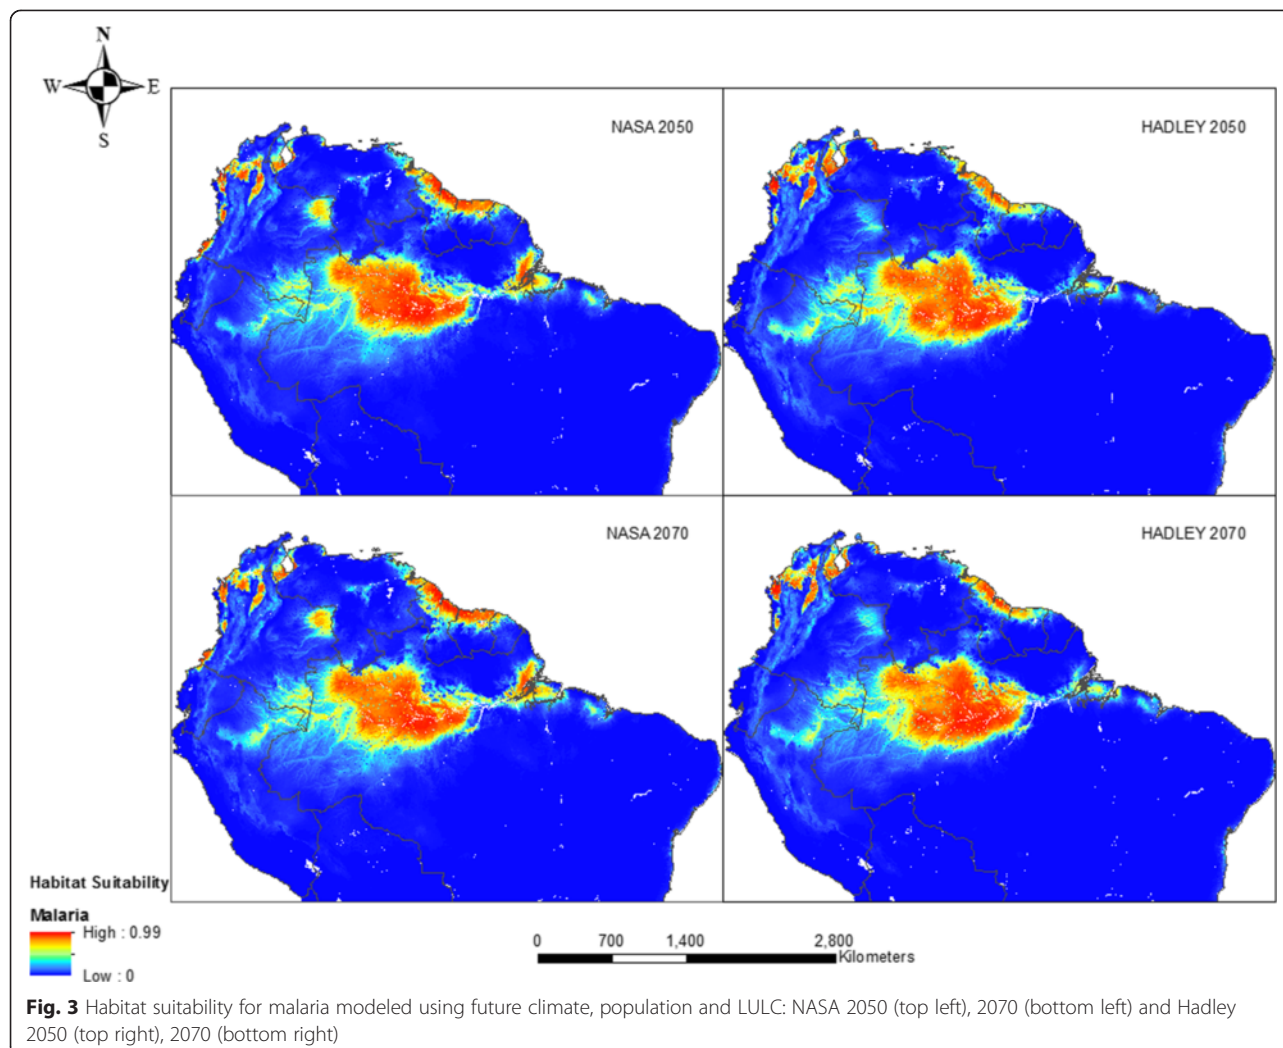 N
W E
S
NASA 2050
HADLEY 2050
NASA 2070
HADLEY 2070
Habitat Suitability
Malaria
High : 0.99
Low : 0
0 700 1,400 2,800
Kilometers
Fig. 3 Habitat suitability for malaria modeled using future climate, population and LULC: NASA 2050 (top left), 2070 (bottom left) and Hadley
2050 (top right), 2070 (bottom right)